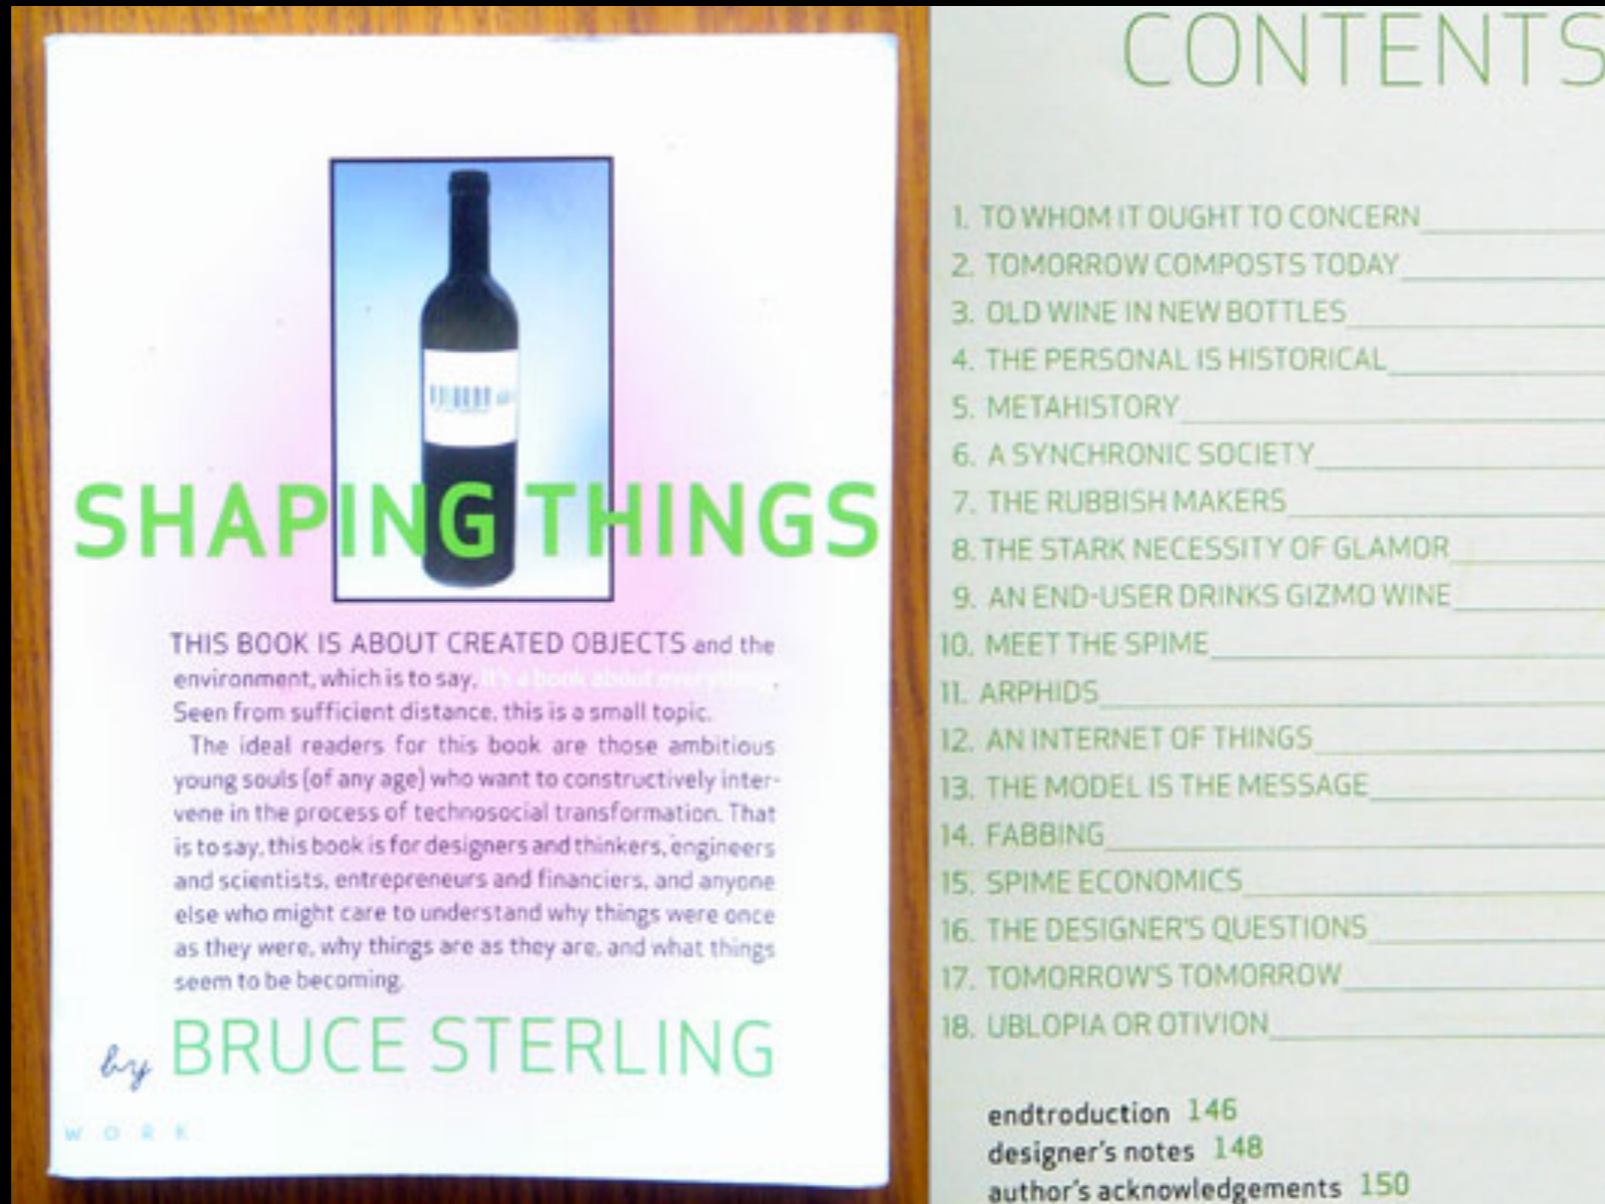 SHAPING THINGS
THIS BOOK IS ABOUT CREATED OBJECTS and the
environment, which is to say, it's a book about everything.
Seen from sufficient distance, this is a small topic.
The ideal readers for this book are those ambitious
young souls (of any age) who want to constructively inter-
vene in the process of technosocial transformation. That
is to say, this book is for designers and thinkers, engineers
and scientists, entrepreneurs and financiers, and anyone
else who might care to understand why things were once
as they were, why things are as they are, and what things
seem to be becoming.
by BRUCE STERLING
WORK
CONTENTS
1. TO WHOM IT OUGHT TO CONCERN
2. TOMORROW COMPOSTS TODAY
3. OLD WINE IN NEW BOTTLES
4. THE PERSONAL IS HISTORICAL
5. METAHISTORY
6. A SYNCHRONIC SOCIETY
7. THE RUBBISH MAKERS
8. THE STARK NECESSITY OF GLAMOR
9. AN END-USER DRINKS GIZMO WINE
10. MEET THE SPIME
11. ARPHIDS
12. AN INTERNET OF THINGS
13. THE MODEL IS THE MESSAGE
14. FABBING
15. SPIME ECONOMICS
16. THE DESIGNER'S QUESTIONS
17. TOMORROW'S TOMORROW
18. UBLOPIA OR OTIVION
endtroduction 146
designer's notes 148
author's acknowledgements 150